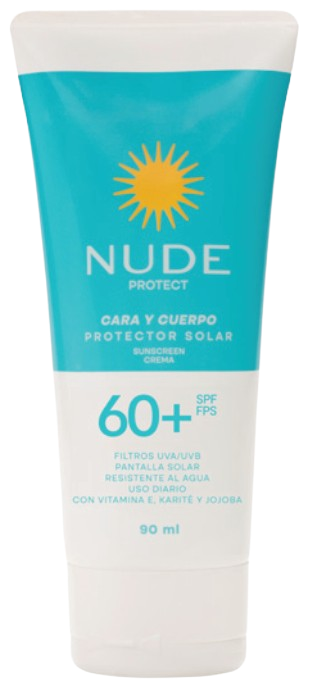 NUDE
PROTECT
CARA Y CUERPO
PROTECTOR SOLAR
SUNSCREEN
CREMA
60+ SPF
FPS
FILTROS UVA/UVB
PANTALLA SOLAR
RESISTENTE AL AGUA
USO DIARIO
CON VITAMINA E, KARITÉ Y JOJOBA
90 ml